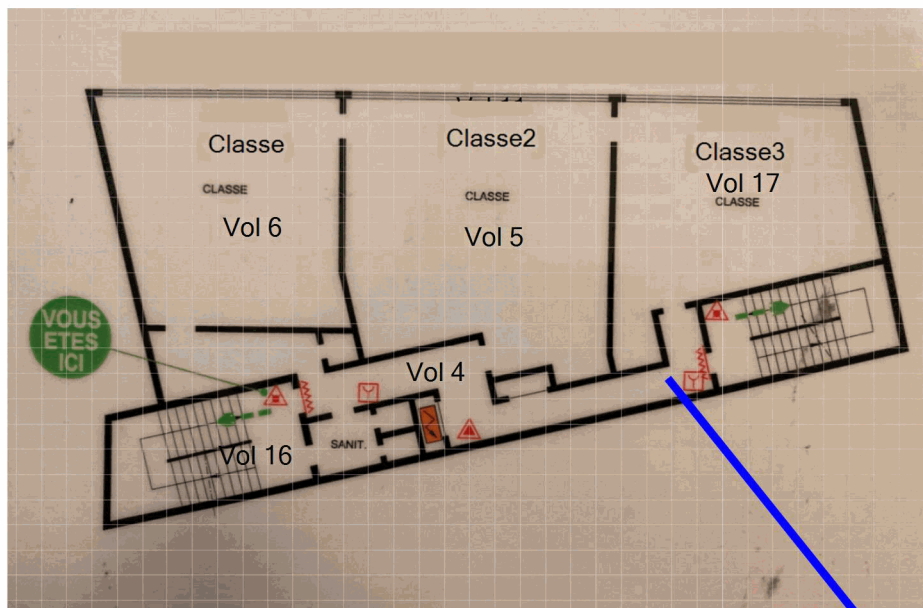 Classe
Classe2
Classe3
CLASSE
CLASSE
Vol 17
CLASSE
Vol 6
Vol 5
VOUS
ETES
ICI
Vol 4
Vol 16
SANIT.